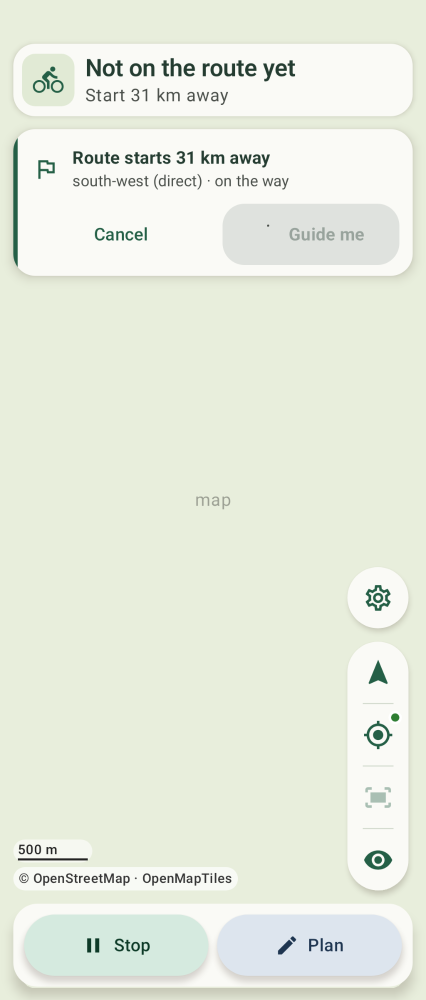 Not on the route yet
Start 31 km away
Route starts 31 km away
south-west (direct) · on the way
Cancel
Guide me
map
500 m
© OpenStreetMap · OpenMapTiles
Stop
Plan